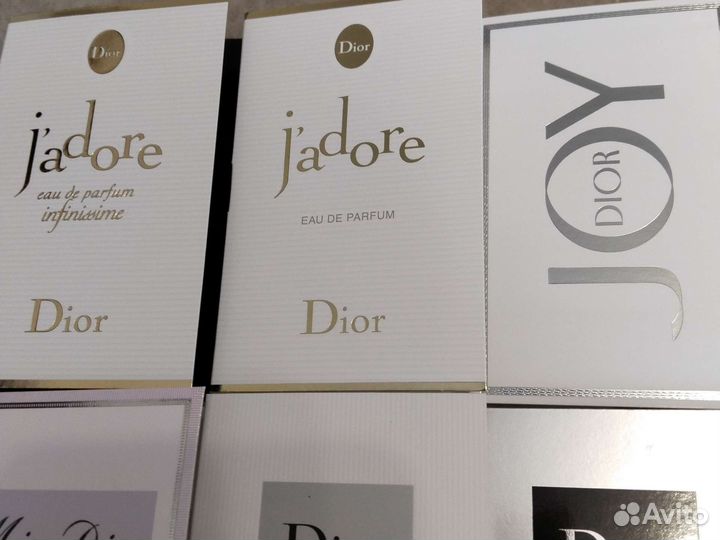 Dior
j'adore
eau de parfum
infinissime
Dior
Dior
j'adore
EAU DE PARFUM
Dior
JOY
DIOR
Avito